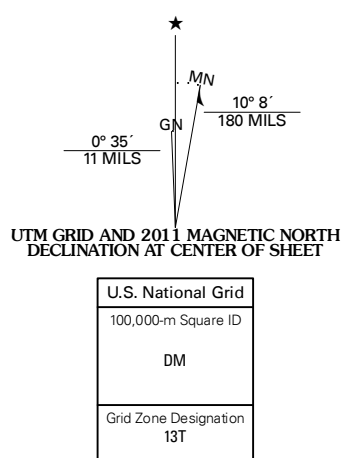 ★
MN
GN
10° 8´
180 MILS
0° 35´
11 MILS
UTM GRID AND 2011 MAGNETIC NORTH
DECLINATION AT CENTER OF SHEET
U.S. National Grid
100,000-m Square ID
DM
Grid Zone Designation
13T